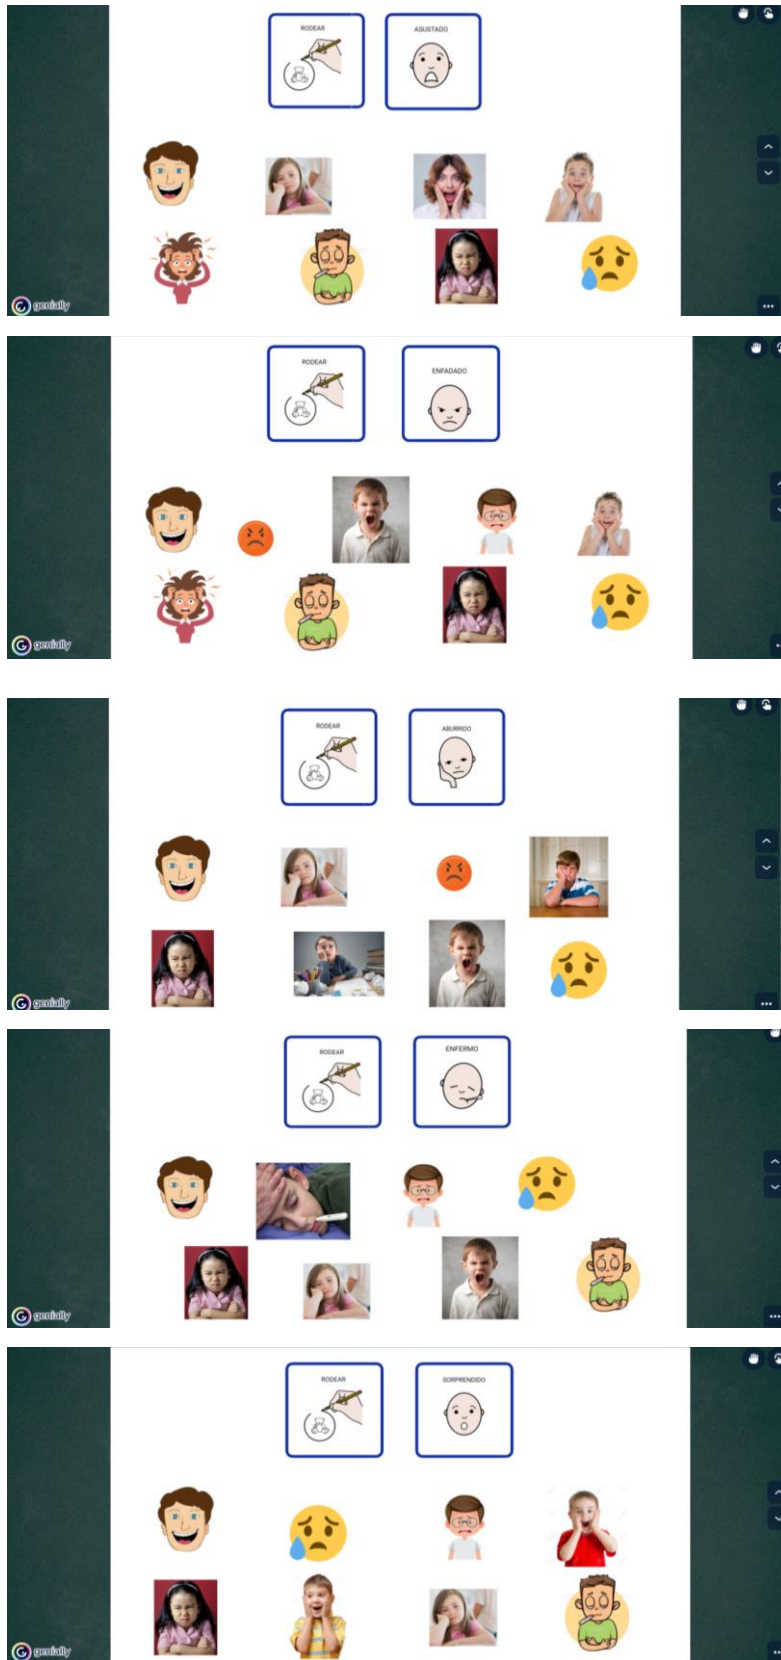 RODEAR
ASUSTADO
genially
RODEAR
ENFADADO
genially
RODEAR
ABURRIDO
genially
RODEAR
ENFERMO
genially
RODEAR
SORPRENDIDO
genially